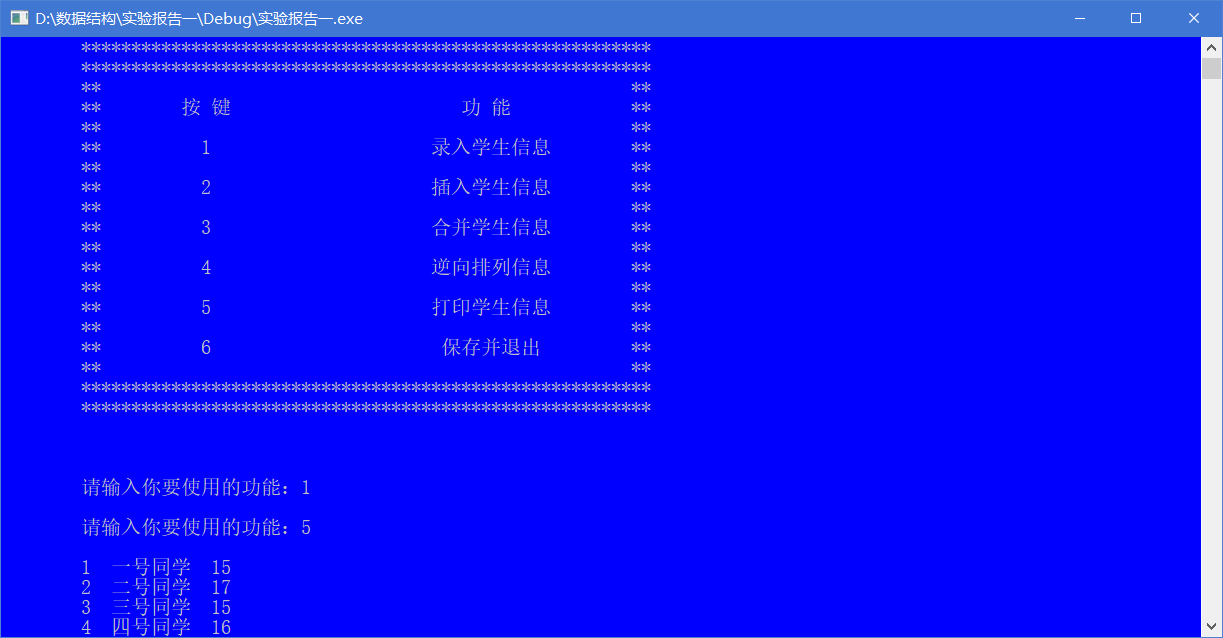 D:\数据结构\实验报告一\Debug\实验报告一.exe
*********************************************************
*********************************************************
** **
** 按 键 功 能 **
** **
** 1 录入学生信息 **
** **
** 2 插入学生信息 **
** **
** 3 合并学生信息 **
** **
** 4 逆向排列信息 **
** **
** 5 打印学生信息 **
** **
** 6 保存并退出 **
** **
*********************************************************
*********************************************************
请输入你要使用的功能：1
请输入你要使用的功能：5
1 一号同学 15
2 二号同学 17
3 三号同学 15
4 四号同学 16